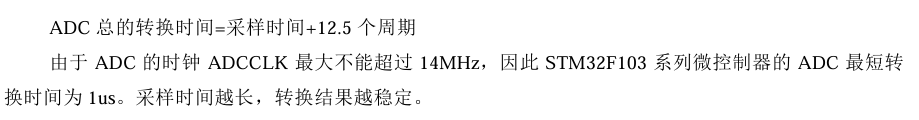 ADC 总的转换时间=采样时间+12.5 个周期
由于 ADC 的时钟 ADCCLK 最大不能超过 14MHz，因此 STM32F103 系列微控制器的 ADC 最短转
换时间为 1us。采样时间越长，转换结果越稳定。